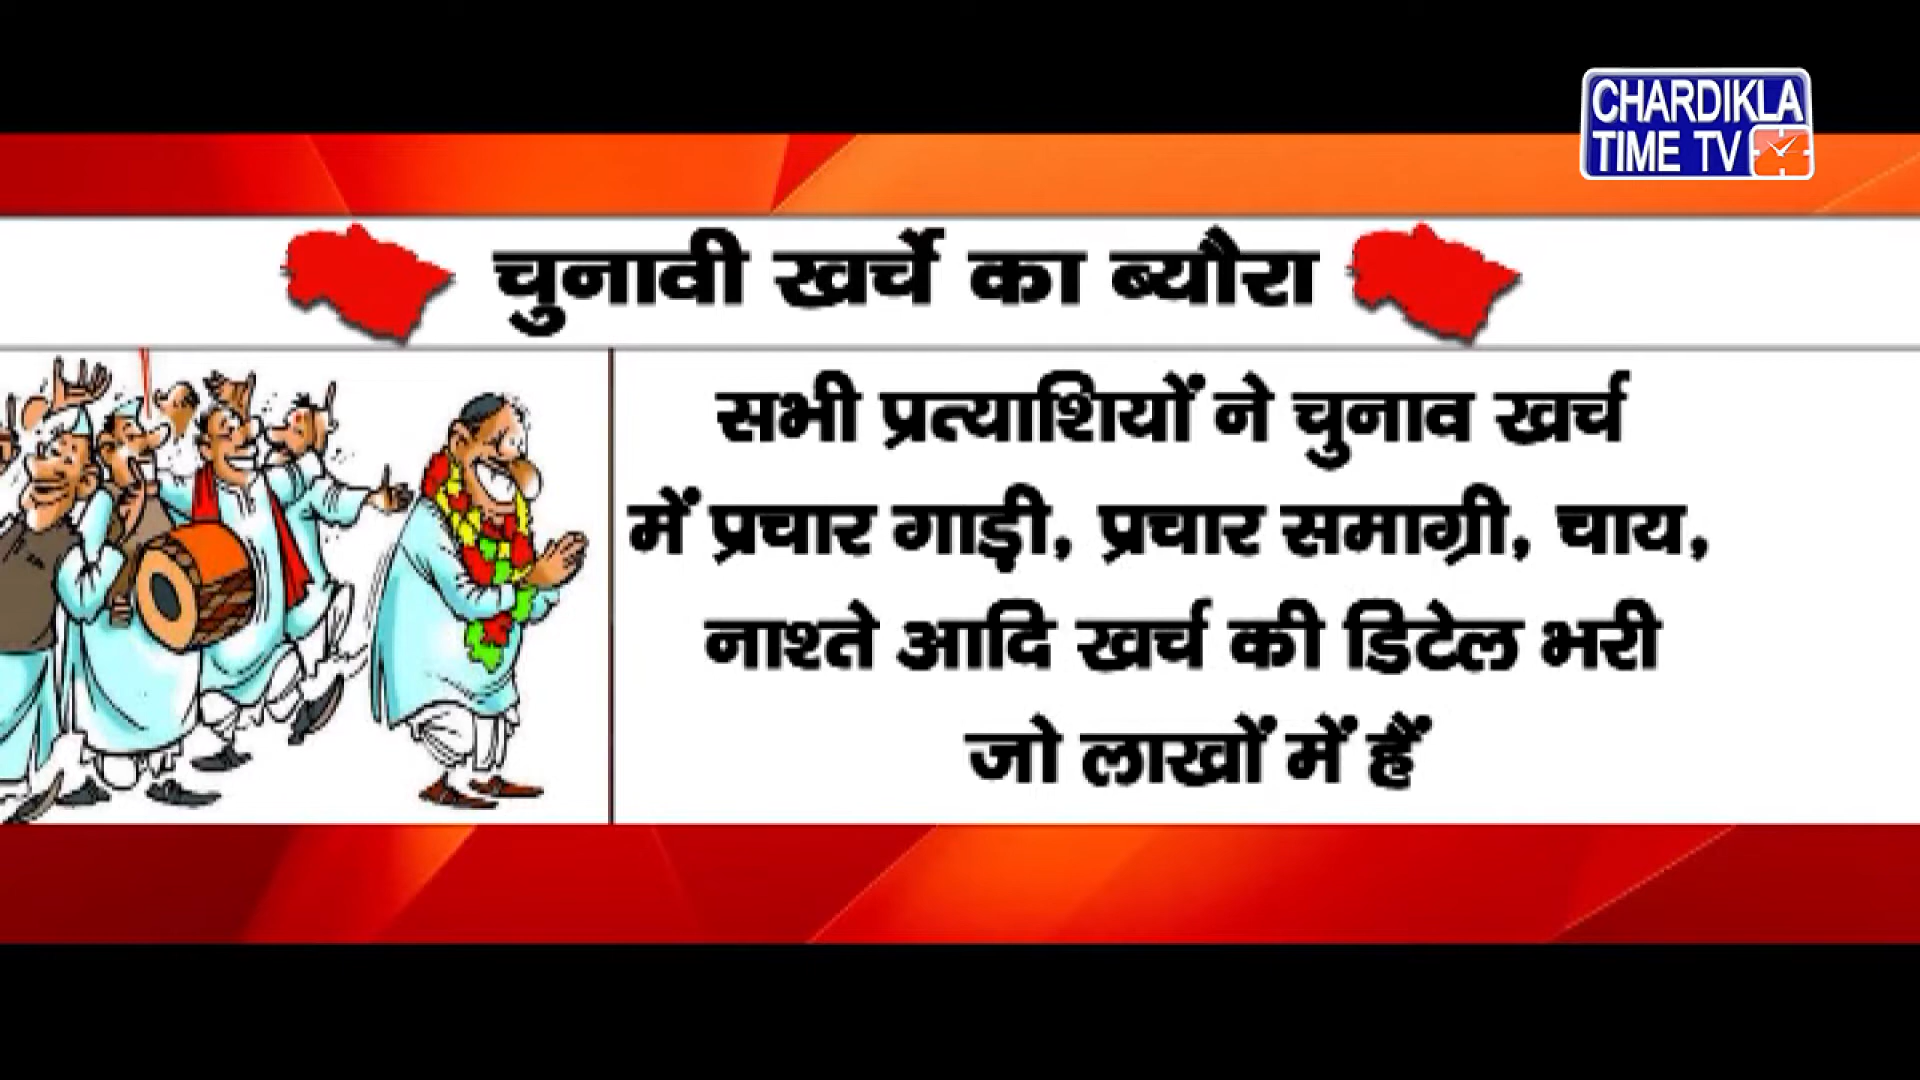 CHARDIKLA
TIME TV
चुनावी खर्चे का ब्यौरा
सभी प्रत्याशियों ने चुनाव खर्च
में प्रचार गाड़ी, प्रचार समाग्री, चाय,
नाश्ते आदि खर्च की डिटेल भरी
जो लाखों में हैं